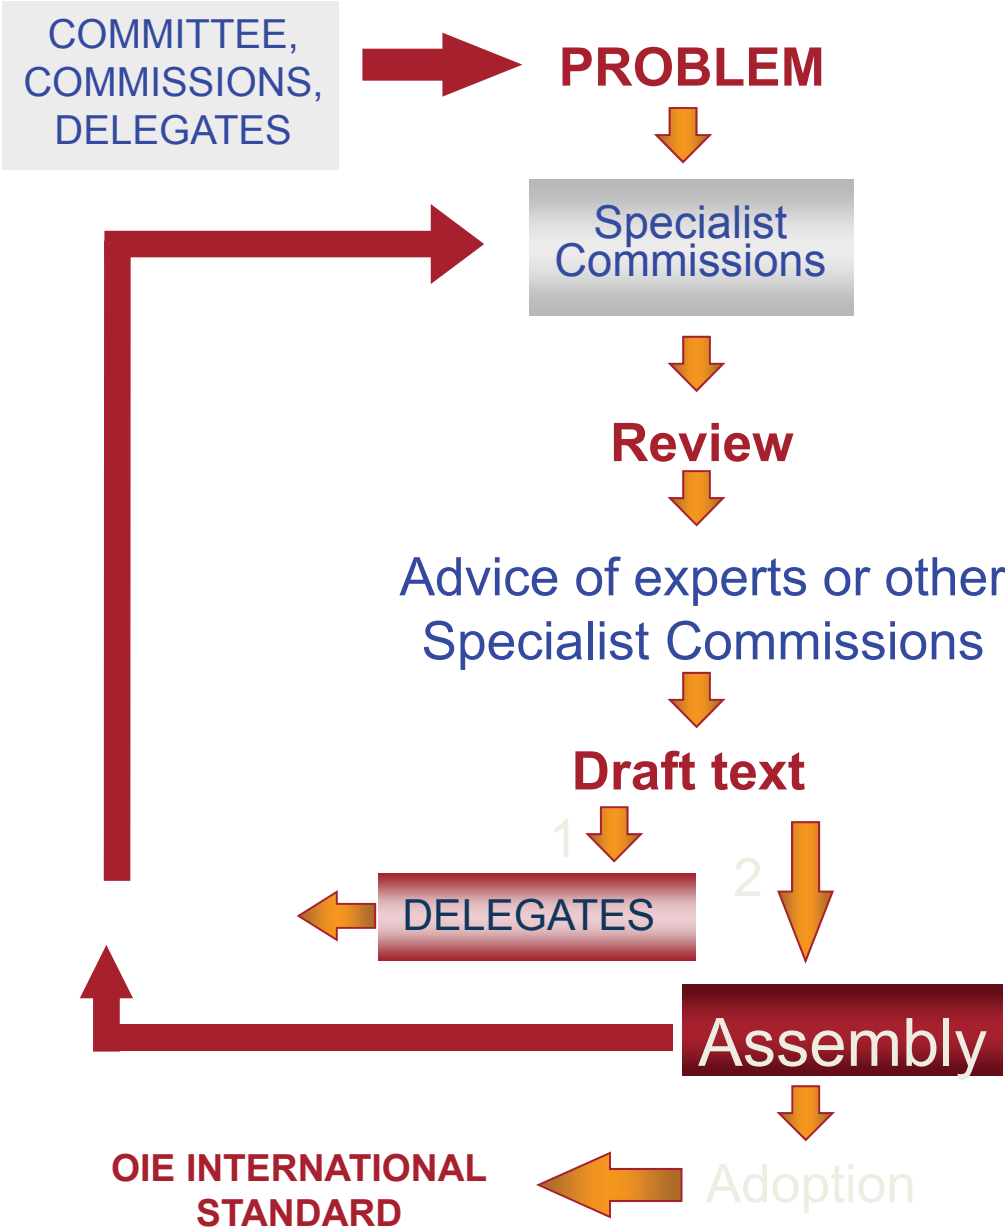 COMMITTEE,
COMMISSIONS,
DELEGATES
PROBLEM
Specialist
Commissions
Review
Advice of experts or other
Specialist Commissions
Draft text
1
2
DELEGATES
Assembly
Adoption
OIE INTERNATIONAL
STANDARD